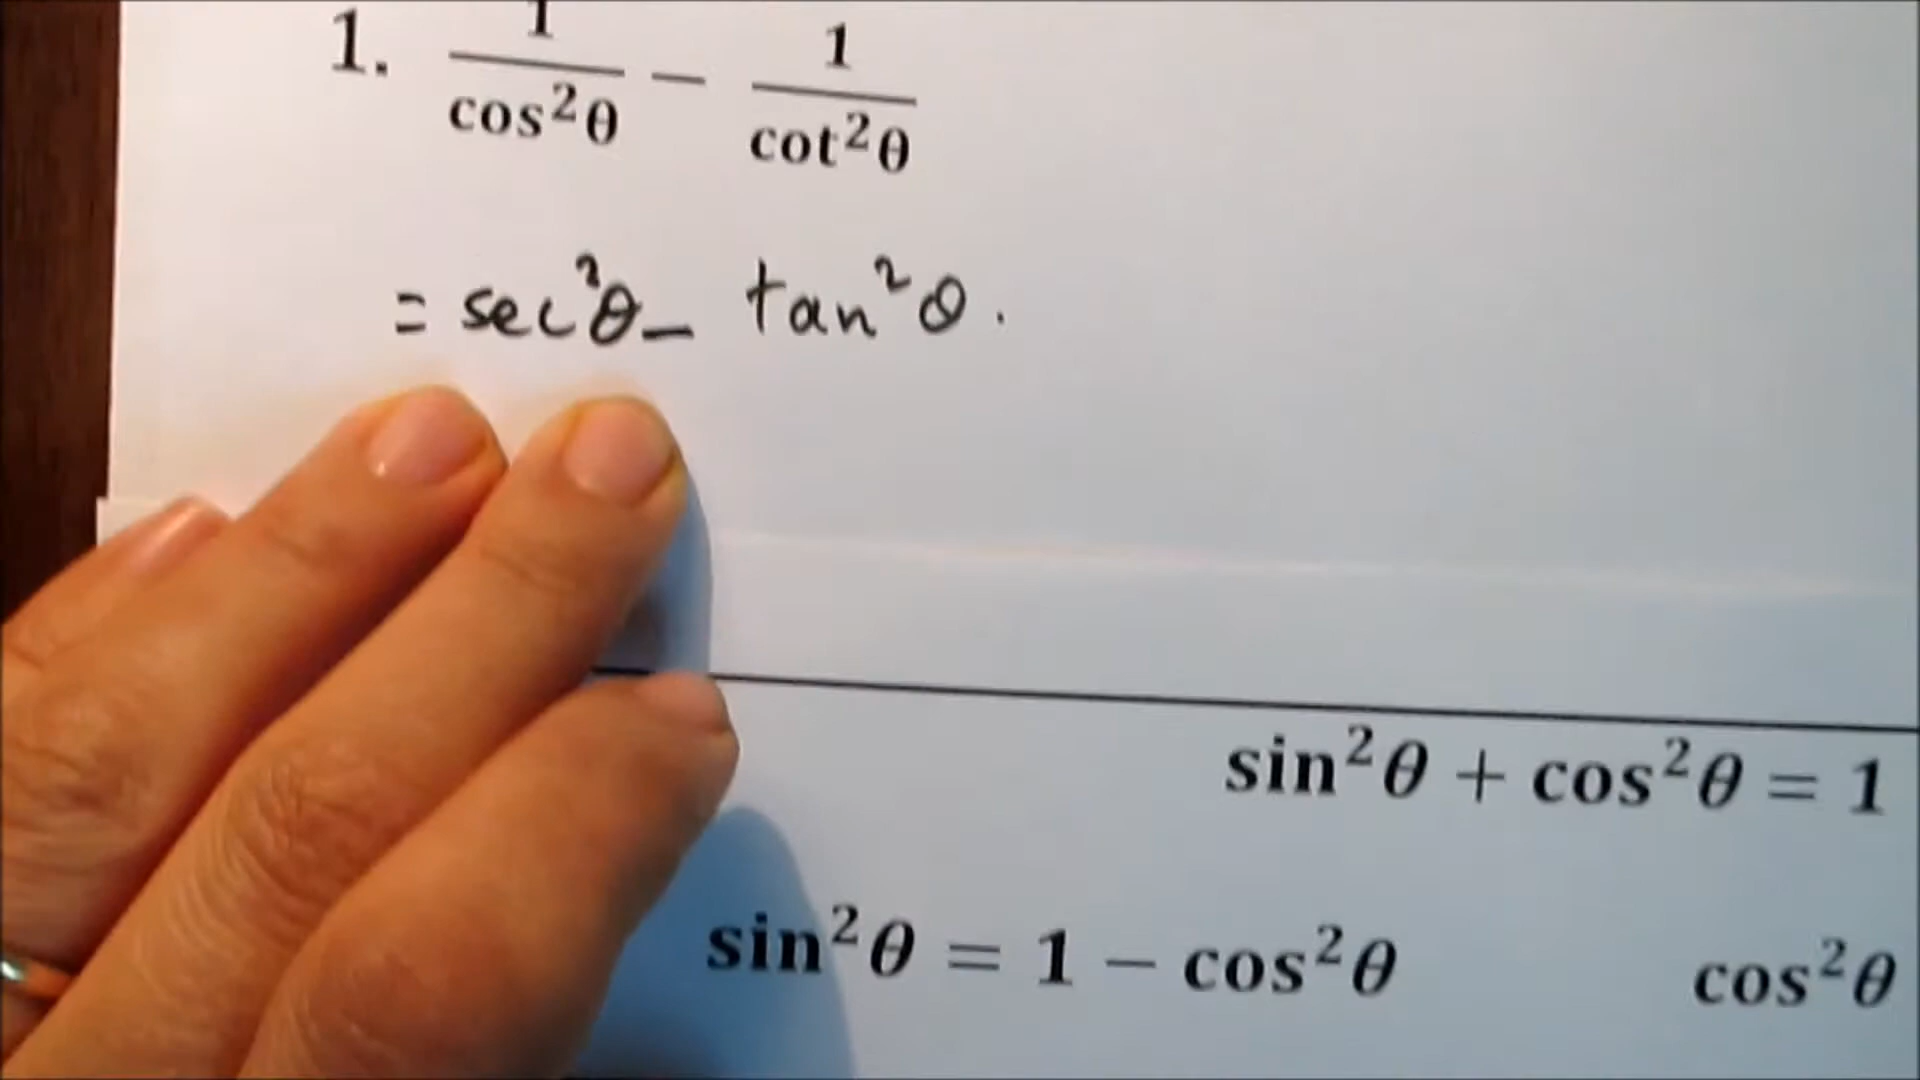 1. 1/cos²θ − 1/cot²θ
= sec²θ − tan²θ.
sin²θ + cos²θ = 1
sin²θ = 1 − cos²θ cos²θ